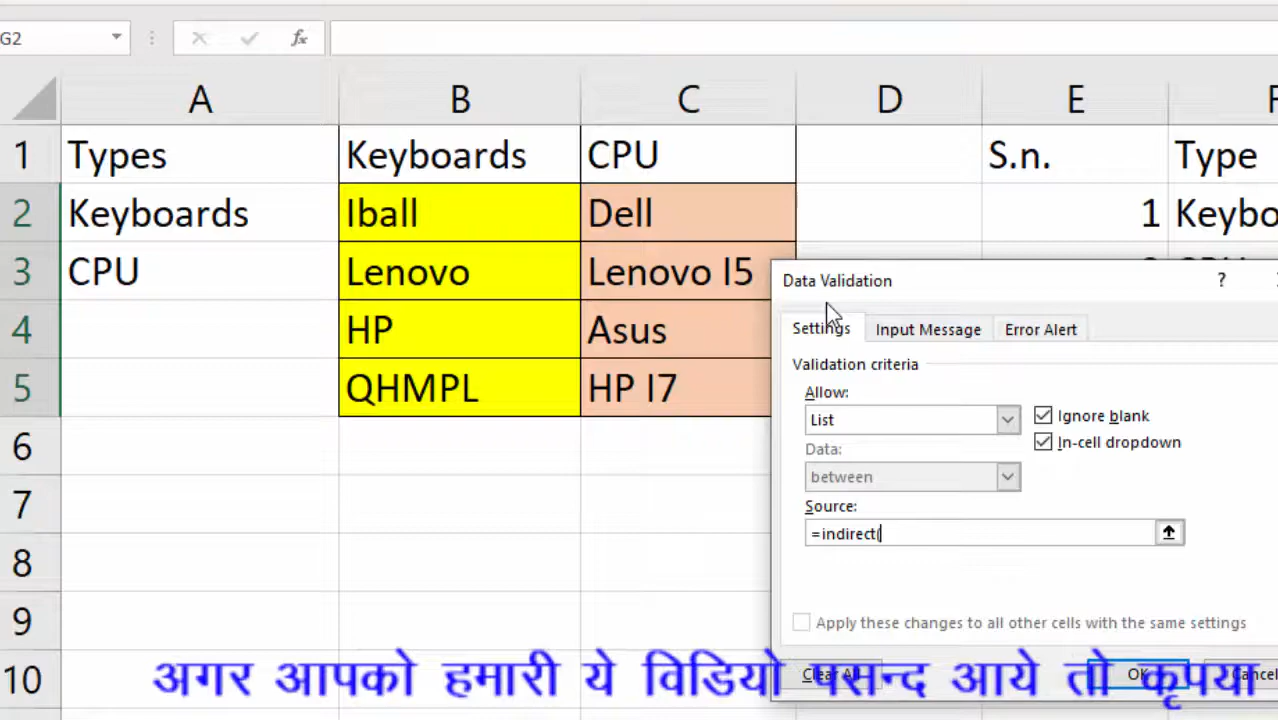 G2
fx
A B C D E
1 Types Keyboards CPU S.n. Type
2 Keyboards Iball Dell 1 Keybo
3 CPU Lenovo Lenovo I5
4 HP Asus
5 QHMPL HP I7
6
7
8
9
10
Data Validation ?
Settings Input Message Error Alert
Validation criteria
Allow:
List Ignore blank
Data: In-cell dropdown
between
Source:
=indirect(
Apply these changes to all other cells with the same settings
Clear All OK Cancel
अगर आपको हमारी ये विडियो पसन्द आये तो कृपया